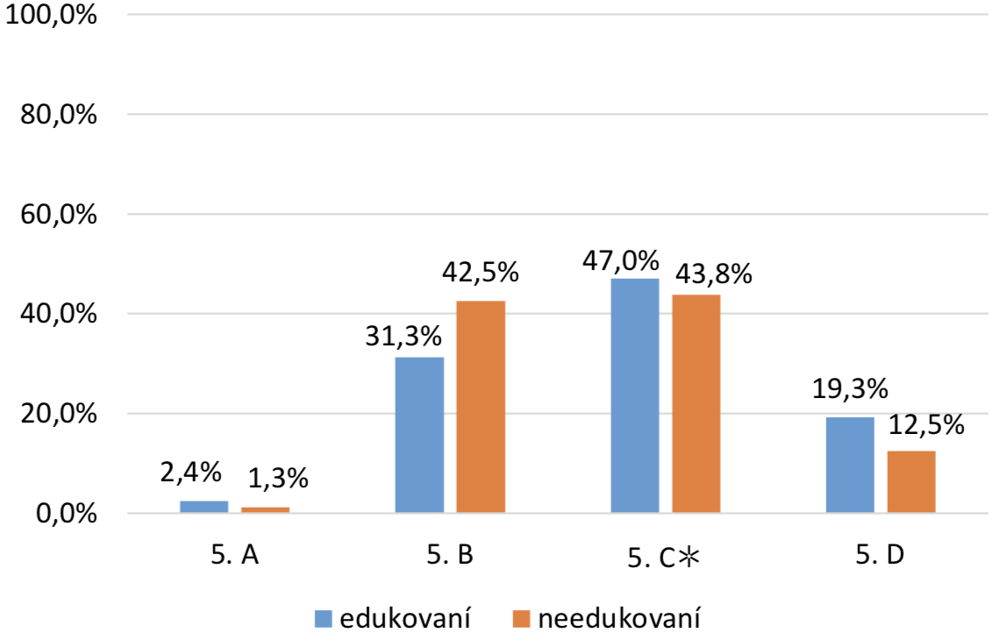 100,0%
80,0%
60,0%
40,0%
20,0%
0,0%
2,4%
1,3%
31,3%
42,5%
47,0%
43,8%
19,3%
12,5%
5. A
5. B
5. C*
5. D
edukovaní
needukovaní